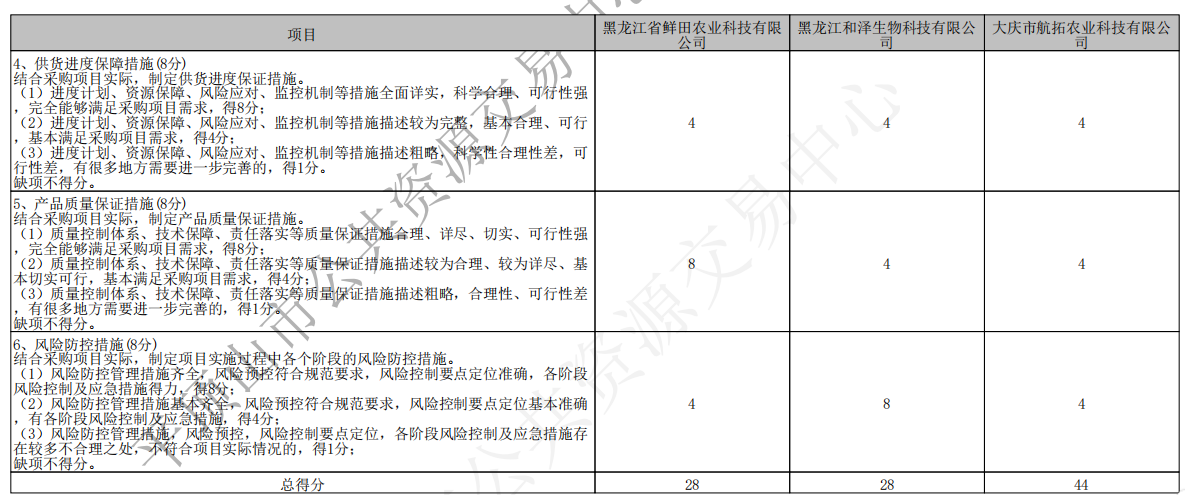 项目
黑龙江省鲜田农业科技有限
公司
黑龙江和泽生物科技有限公
司
大庆市航拓农业科技有限公
司
4、供货进度保障措施(8分)
结合采购项目实际，制定供货进度保证措施。
（1）进度计划、资源保障、风险应对、监控机制等措施全面详实，科学合理、可行性强
，完全能够满足采购项目需求，得8分；
（2）进度计划、资源保障、风险应对、监控机制等措施描述较为完整，基本合理、可行
，基本满足采购项目需求，得4分；
（3）进度计划、资源保障、风险应对、监控机制等措施描述粗略，科学性合理性差，可
行性差，有很多地方需要进一步完善的，得1分。
缺项不得分。
4
4
4
5、产品质量保证措施(8分)
结合采购项目实际，制定产品质量保证措施。
（1）质量控制体系、技术保障、责任落实等质量保证措施合理、详尽、切实、可行性强
，完全能够满足采购项目需求，得8分；
（2）质量控制体系、技术保障、责任落实等质量保证措施描述较为合理、较为详尽、基
本切实可行，基本满足采购项目需求，得4分；
（3）质量控制体系、技术保障、责任落实等质量保证措施描述粗略，合理性、可行性差
，有很多地方需要进一步完善的，得1分。
缺项不得分。
8
4
4
6、风险防控措施(8分)
结合采购项目实际，制定项目实施过程中各个阶段的风险防控措施。
（1）风险防控管理措施齐全，风险预控符合规范要求，风险控制要点定位准确，各阶段
风险控制及应急措施得力，得8分；
（2）风险防控管理措施基本齐全，风险预控符合规范要求，风险控制要点定位基本准确
，有各阶段风险控制及应急措施，得4分；
（3）风险防控管理措施，风险预控，风险控制要点定位，各阶段风险控制及应急措施存
在较多不合理之处，不符合项目实际情况的，得1分；
缺项不得分。
4
8
4
总得分
28
28
44
平顶山市公共资源交易中心
公共资源交易中心